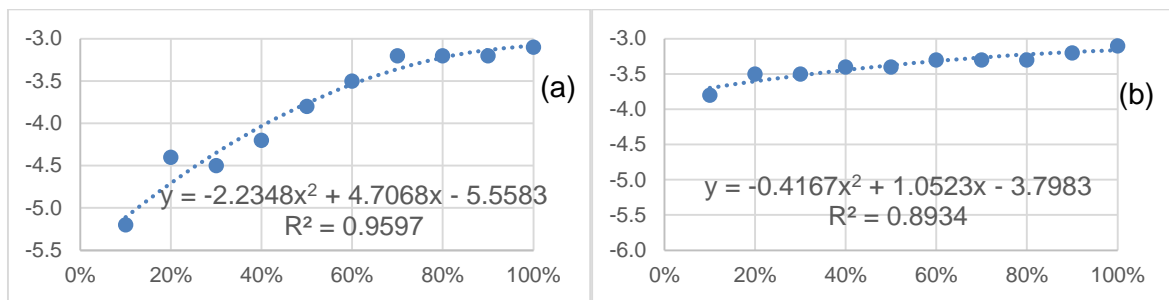 -3.0
-3.5
-4.0
-4.5
-5.0
-5.5
0% 20% 40% 60% 80% 100%
(a)
y = -2.2348x² + 4.7068x - 5.5583
R² = 0.9597
-3.0
-3.5
-4.0
-4.5
-5.0
-5.5
-6.0
0% 20% 40% 60% 80% 100%
(b)
y = -0.4167x² + 1.0523x - 3.7983
R² = 0.8934